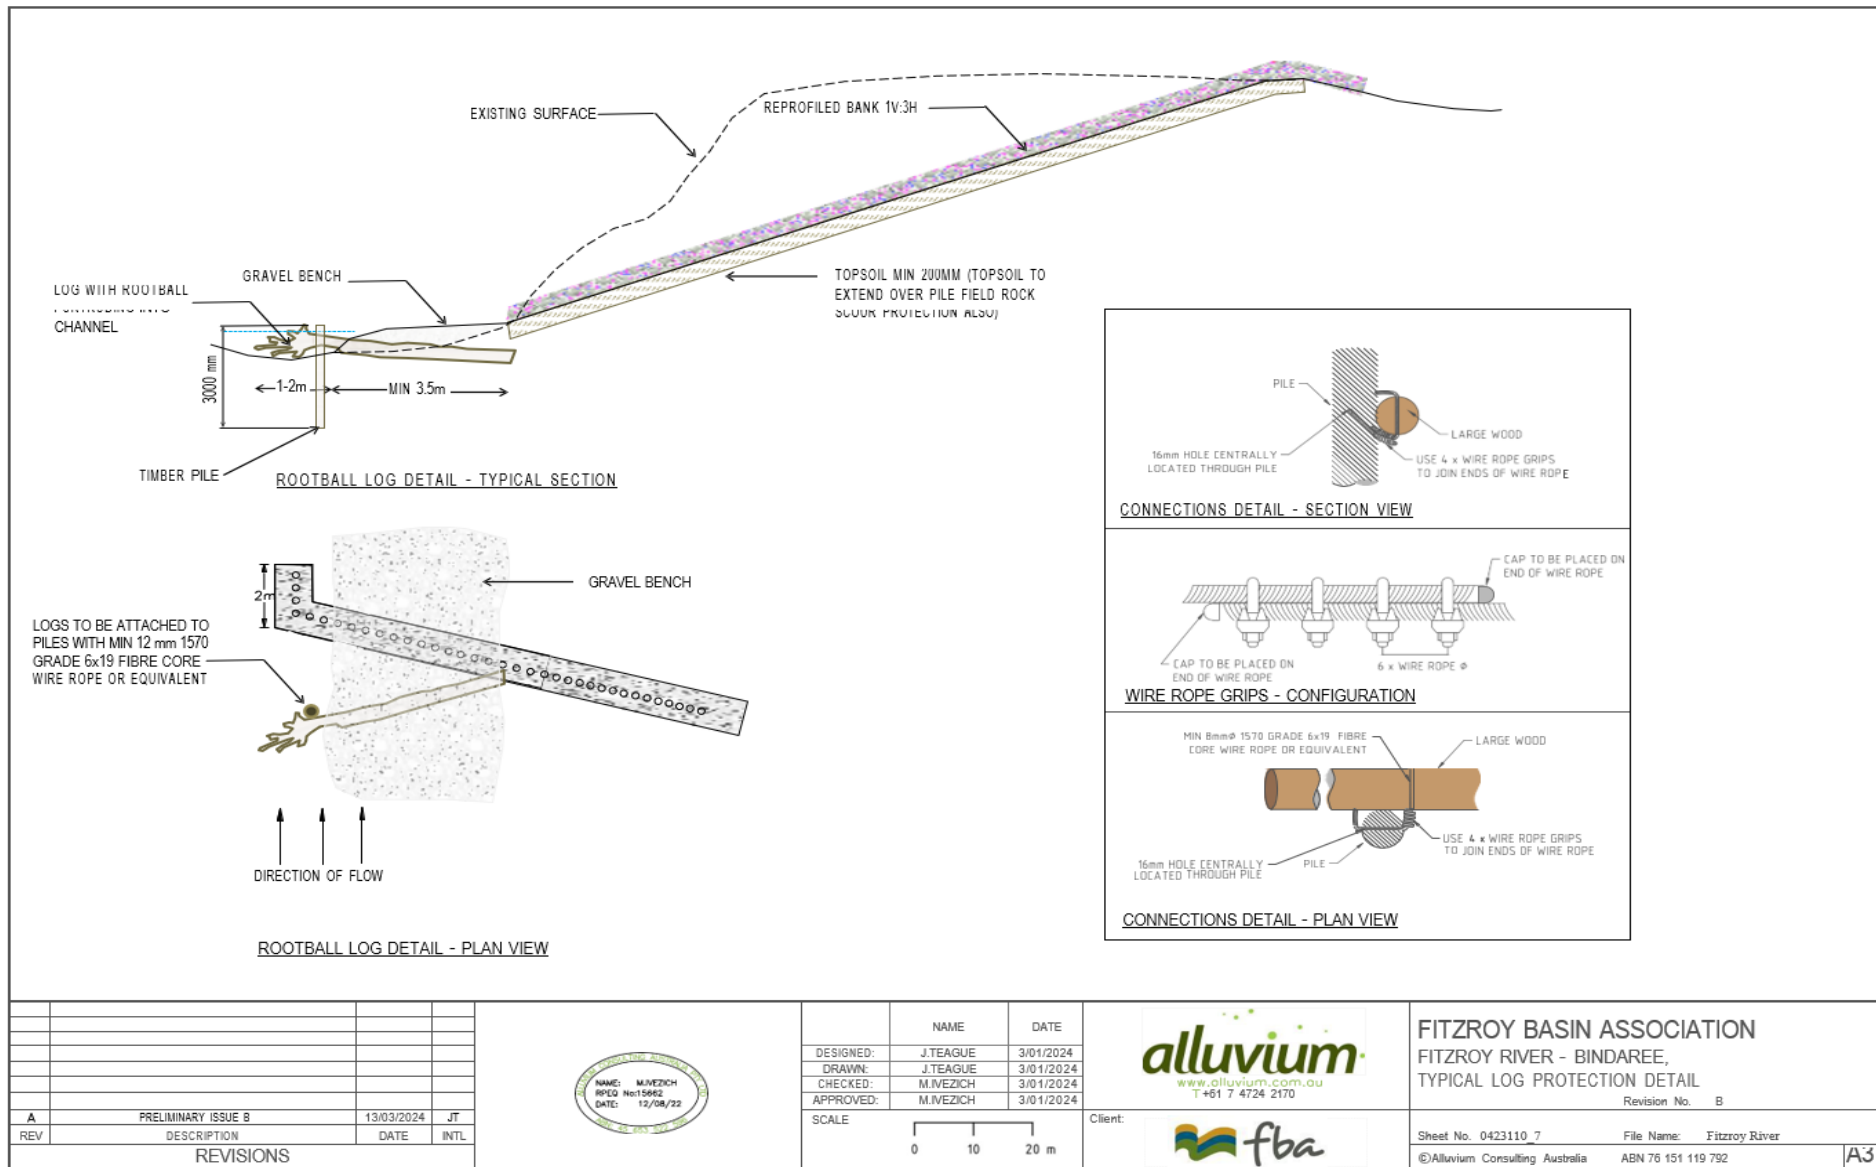 EXISTING SURFACE
REPROFILED BANK 1V:3H
GRAVEL BENCH
LOG WITH ROOTBALL
PROTRUDING INTO
CHANNEL
TOPSOIL MIN 200MM (TOPSOIL TO
EXTEND OVER PILE FIELD ROCK
SCOUR PROTECTION ALSO)
3000 mm
1-2m
MIN 3.5m
TIMBER PILE
ROOTBALL LOG DETAIL - TYPICAL SECTION
GRAVEL BENCH
2m
LOGS TO BE ATTACHED TO
PILES WITH MIN 12 mm 1570
GRADE 6x19 FIBRE CORE
WIRE ROPE OR EQUIVALENT
DIRECTION OF FLOW
ROOTBALL LOG DETAIL - PLAN VIEW
PILE
LARGE WOOD
16mm HOLE CENTRALLY
LOCATED THROUGH PILE
USE 4 x WIRE ROPE GRIPS
TO JOIN ENDS OF WIRE ROPE
CONNECTIONS DETAIL - SECTION VIEW
CAP TO BE PLACED ON
END OF WIRE ROPE
CAP TO BE PLACED ON
END OF WIRE ROPE
6 x WIRE ROPE Ø
WIRE ROPE GRIPS - CONFIGURATION
MIN 8mmØ 1570 GRADE 6x19 FIBRE
CORE WIRE ROPE OR EQUIVALENT
LARGE WOOD
USE 4 x WIRE ROPE GRIPS
TO JOIN ENDS OF WIRE ROPE
16mm HOLE CENTRALLY
LOCATED THROUGH PILE
PILE
CONNECTIONS DETAIL - PLAN VIEW
A PRELIMINARY ISSUE B 13/03/2024 JT
REV DESCRIPTION DATE INTL
REVISIONS
ALLUVIUM CONSULTING AUSTRALIA PTY LTD
NAME: M.IVEZICH
RPEQ No:15662
DATE: 12/08/22
NAME DATE
DESIGNED: J.TEAGUE 3/01/2024
DRAWN: J.TEAGUE 3/01/2024
CHECKED: M.IVEZICH 3/01/2024
APPROVED: M.IVEZICH 3/01/2024
SCALE
0 10 20 m
alluvium
www.alluvium.com.au
T+61 7 4724 2170
Client:
fba
FITZROY BASIN ASSOCIATION
FITZROY RIVER - BINDAREE,
TYPICAL LOG PROTECTION DETAIL
Revision No. B
Sheet No. 0423110_7 File Name: Fitzroy River
©Alluvium Consulting Australia ABN 76 151 119 792
A3